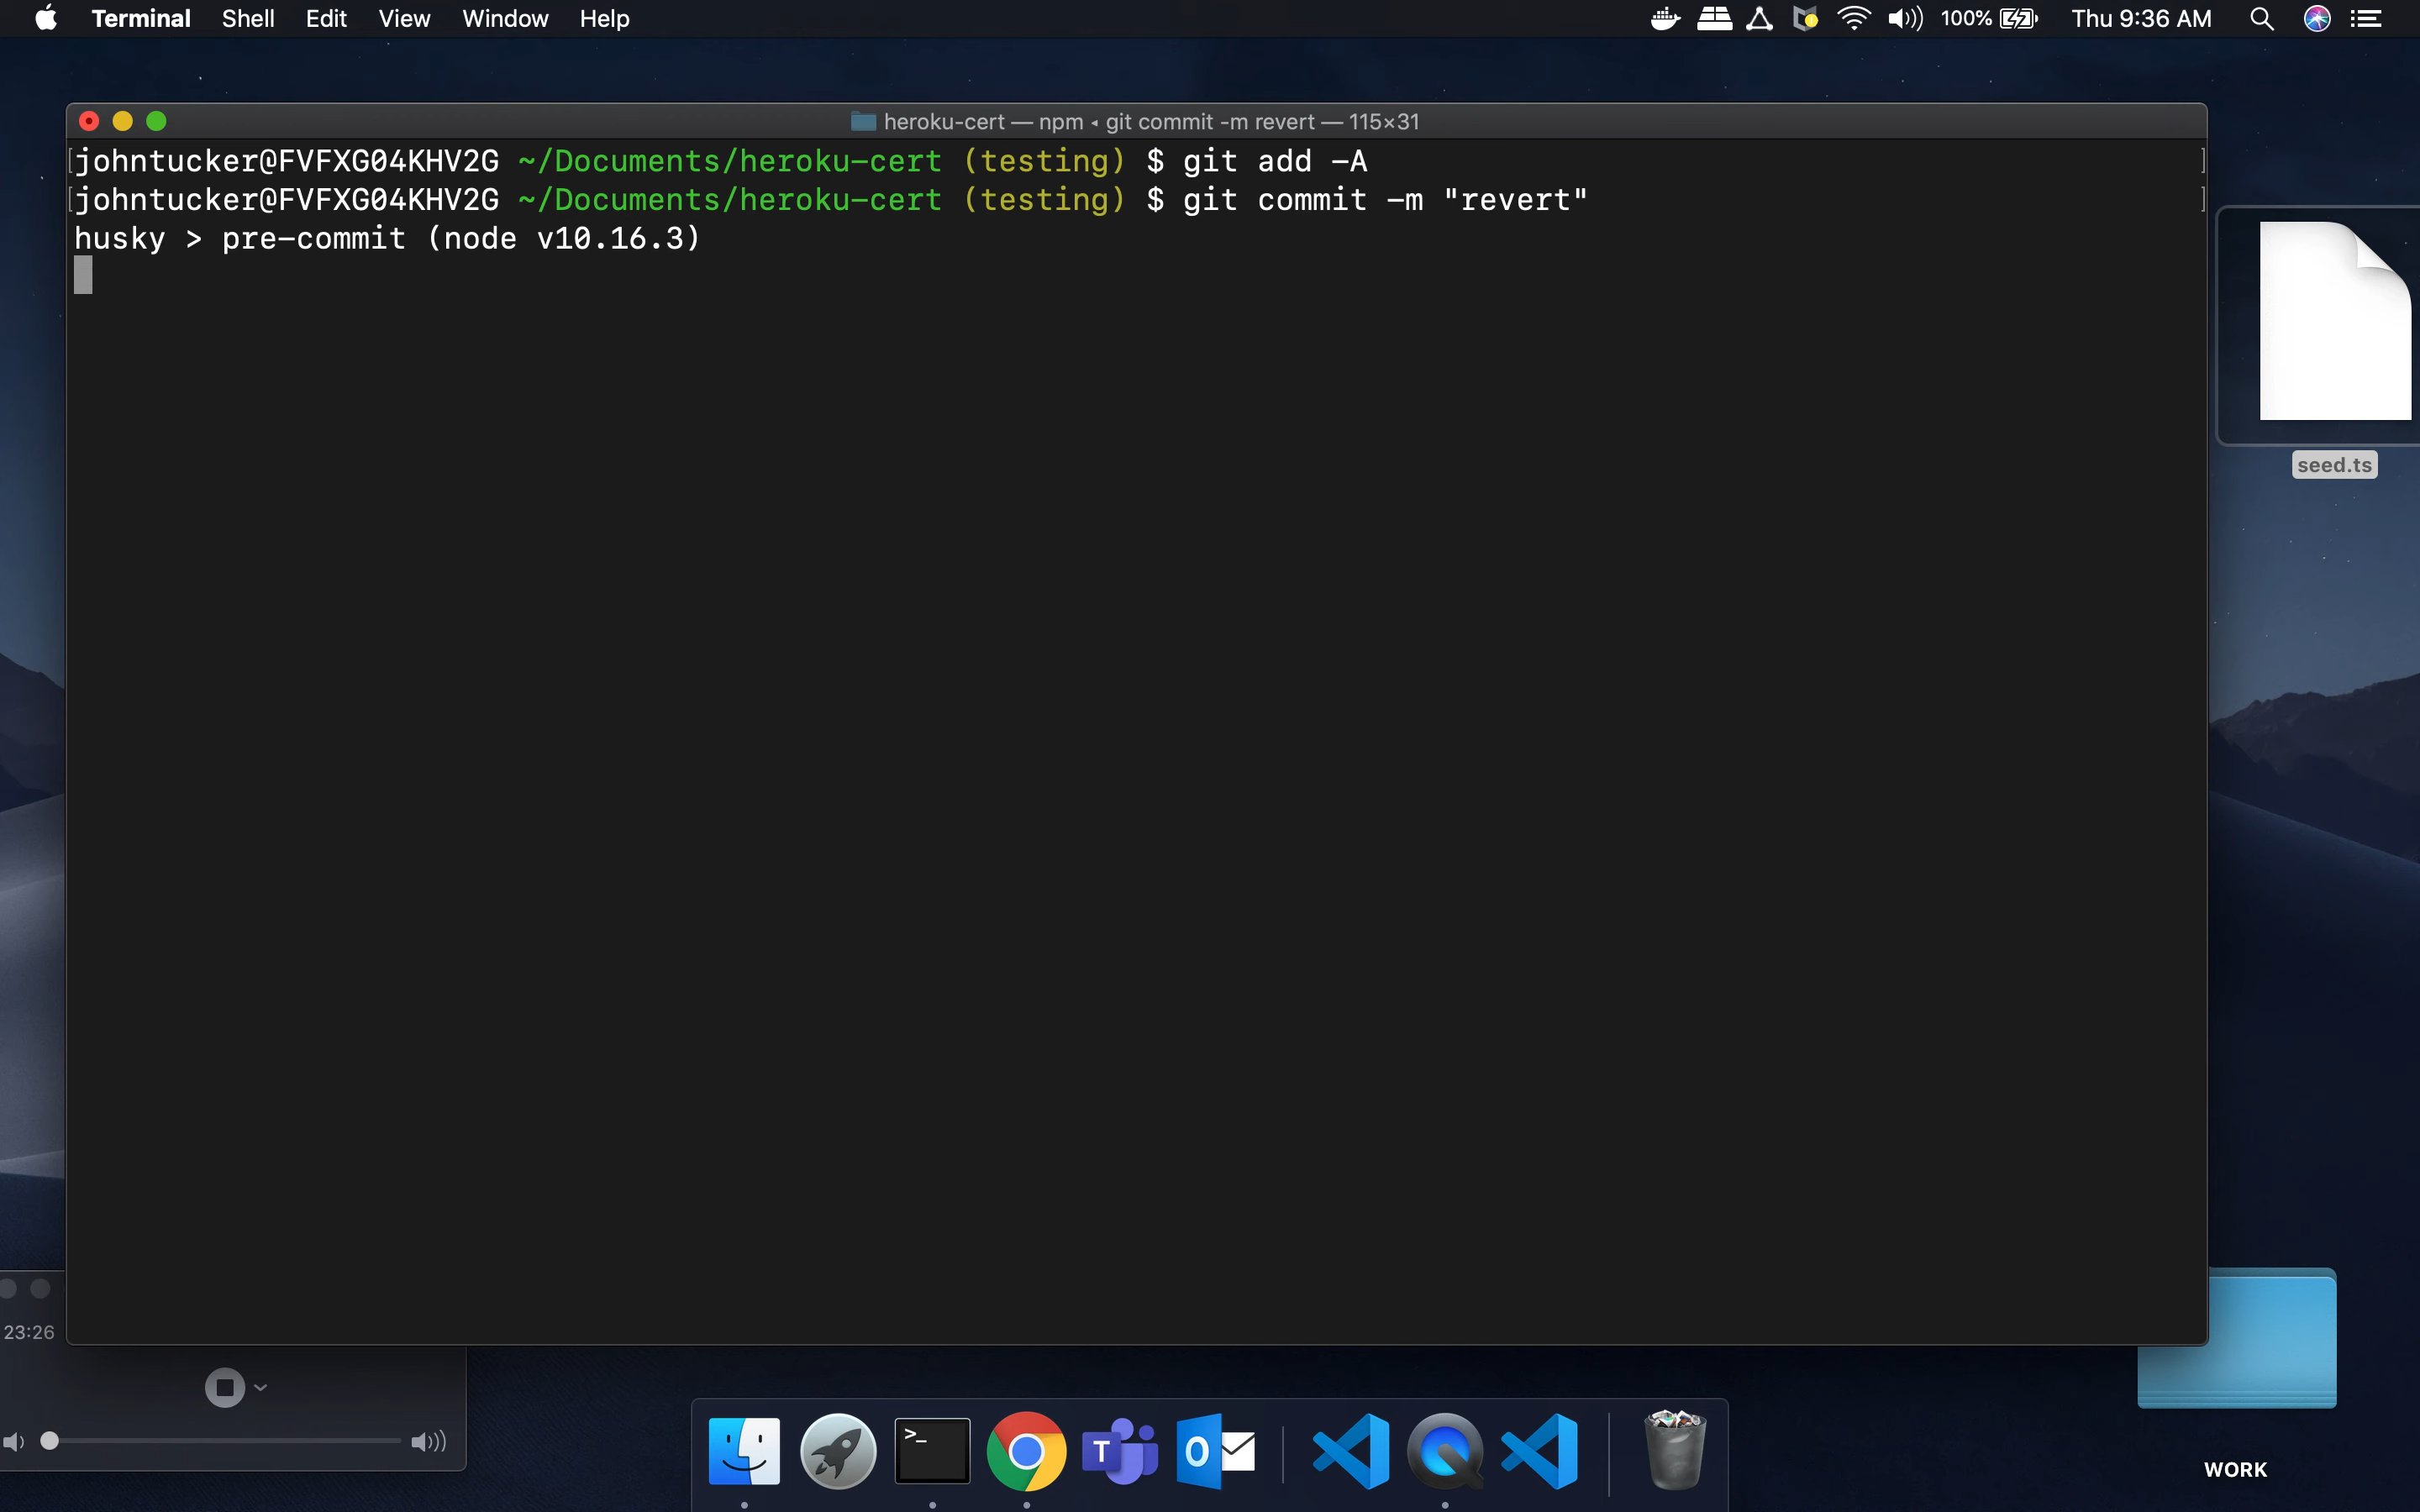 Terminal Shell Edit View Window Help 100% Thu 9:36 AM
heroku-cert — npm ◂ git commit -m revert — 115×31
[johntucker@FVFXG04KHV2G ~/Documents/heroku-cert (testing) $ git add -A ]
[johntucker@FVFXG04KHV2G ~/Documents/heroku-cert (testing) $ git commit -m "revert" ]
husky > pre-commit (node v10.16.3)
seed.ts
23:26
>_
T
O
WORK